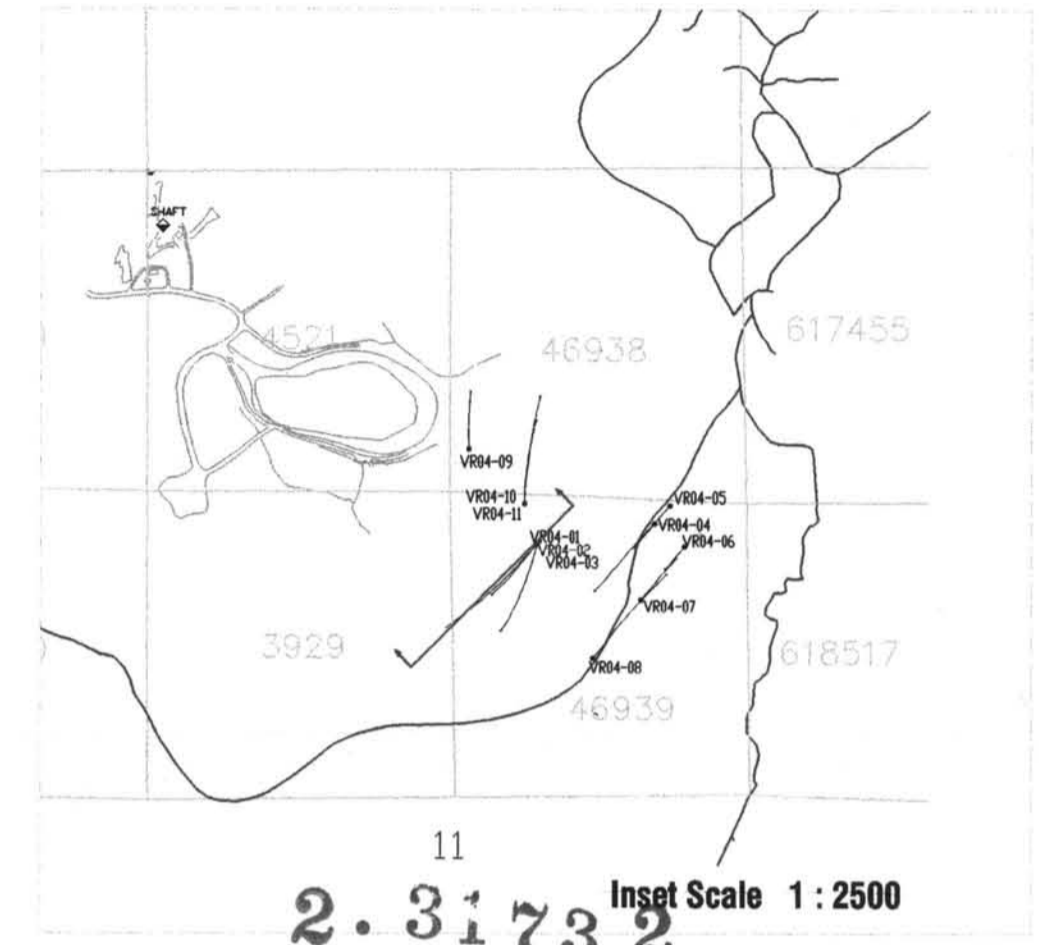 SHAFT
4521
46938
617455
VR04-09
VR04-10
VR04-11
VR04-05
VR04-04
VR04-06
VR04-01
VR04-02
VR04-03
VR04-07
3929
618517
VR04-08
46939
11
Inset Scale 1 : 2500
2.31732